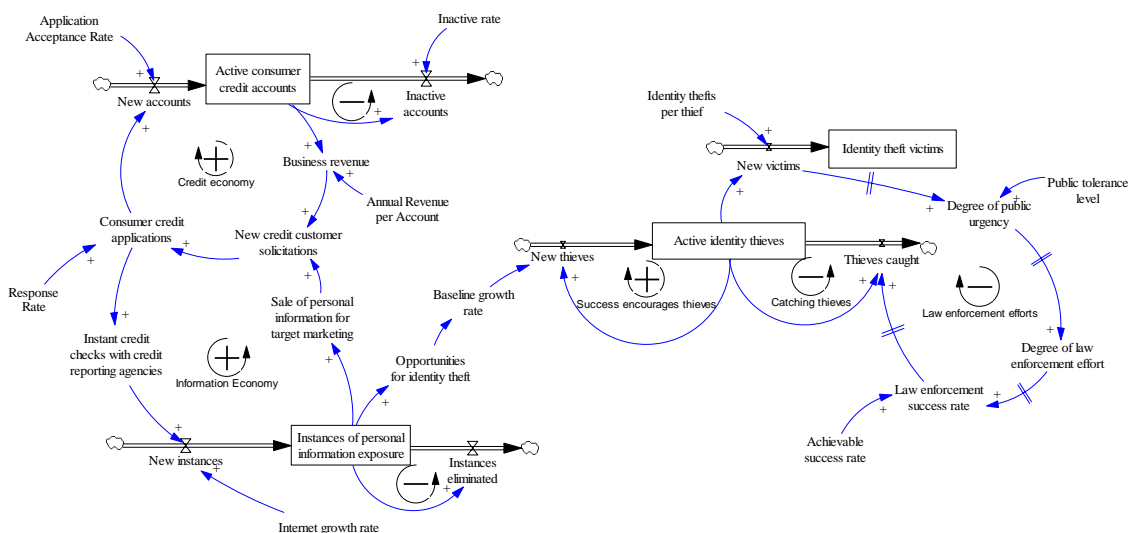 Application
Acceptance Rate
Inactive rate
Active consumer
credit accounts
New accounts
Inactive
accounts
Identity thefts
per thief
Identity theft victims
New victims
Credit economy
Business revenue
Annual Revenue
per Account
Public tolerance
level
Degree of public
urgency
Consumer credit
applications
New credit customer
solicitations
Active identity thieves
New thieves
Thieves caught
Success encourages thieves
Catching thieves
Law enforcement efforts
Response
Rate
Sale of personal
information for
target marketing
Baseline growth
rate
Instant credit
checks with credit
reporting agencies
Information Economy
Opportunities
for identity theft
Degree of law
enforcement effort
Law enforcement
success rate
Achievable
success rate
Instances of personal
information exposure
New instances
Instances
eliminated
Internet growth rate